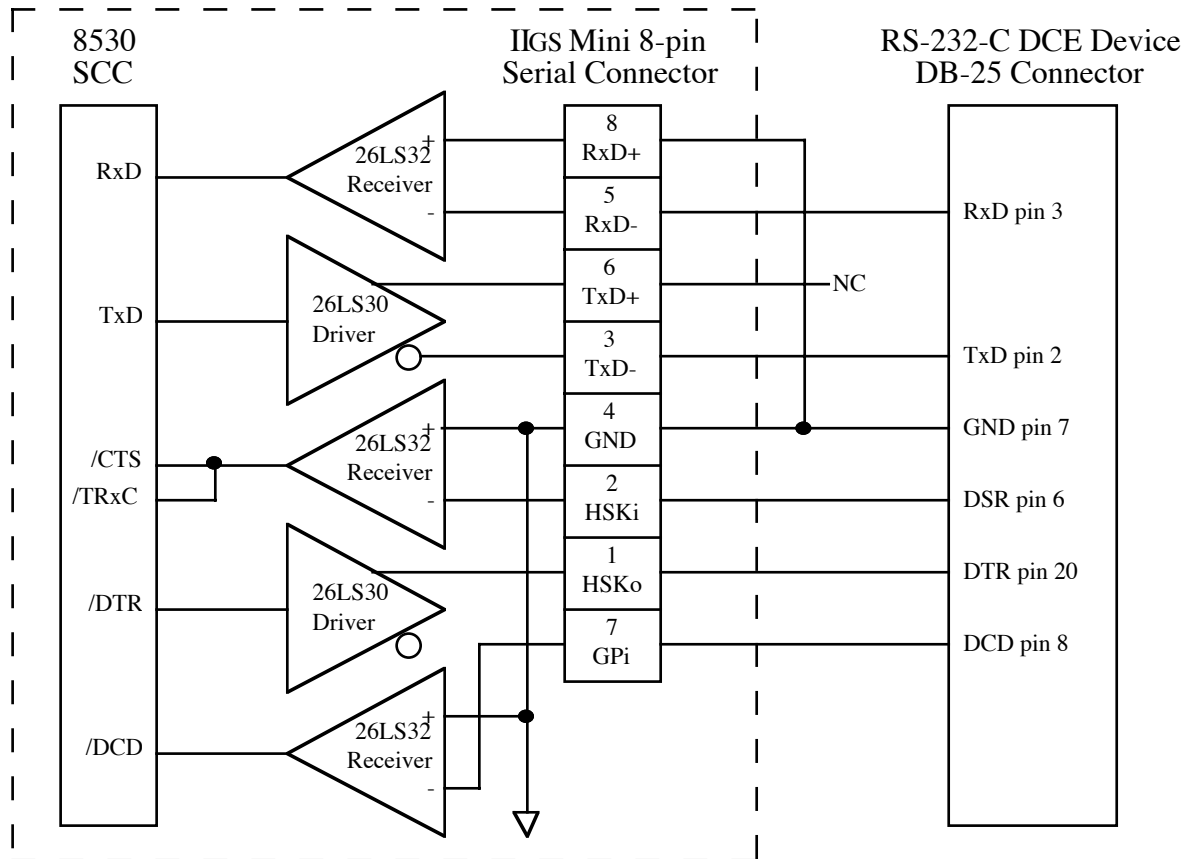 8530
SCC
IIGS Mini 8-pin
Serial Connector
RS-232-C DCE Device
DB-25 Connector
RxD
+
26LS32
Receiver
-
8
RxD+
5
RxD-
RxD pin 3
TxD
26LS30
Driver
6
TxD+
NC
3
TxD-
TxD pin 2
/CTS
/TRxC
+
26LS32
Receiver
-
4
GND
GND pin 7
2
HSKi
DSR pin 6
/DTR
26LS30
Driver
1
HSKo
DTR pin 20
7
GPi
DCD pin 8
/DCD
+
26LS32
Receiver
-